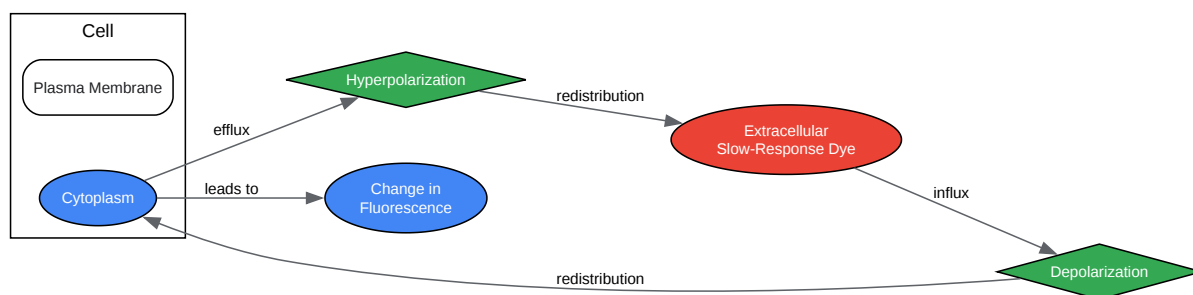 Cell
Plasma Membrane
Hyperpolarization
redistribution
efflux
Extracellular
Slow-Response Dye
Cytoplasm
leads to
Change in
Fluorescence
influx
Depolarization
redistribution